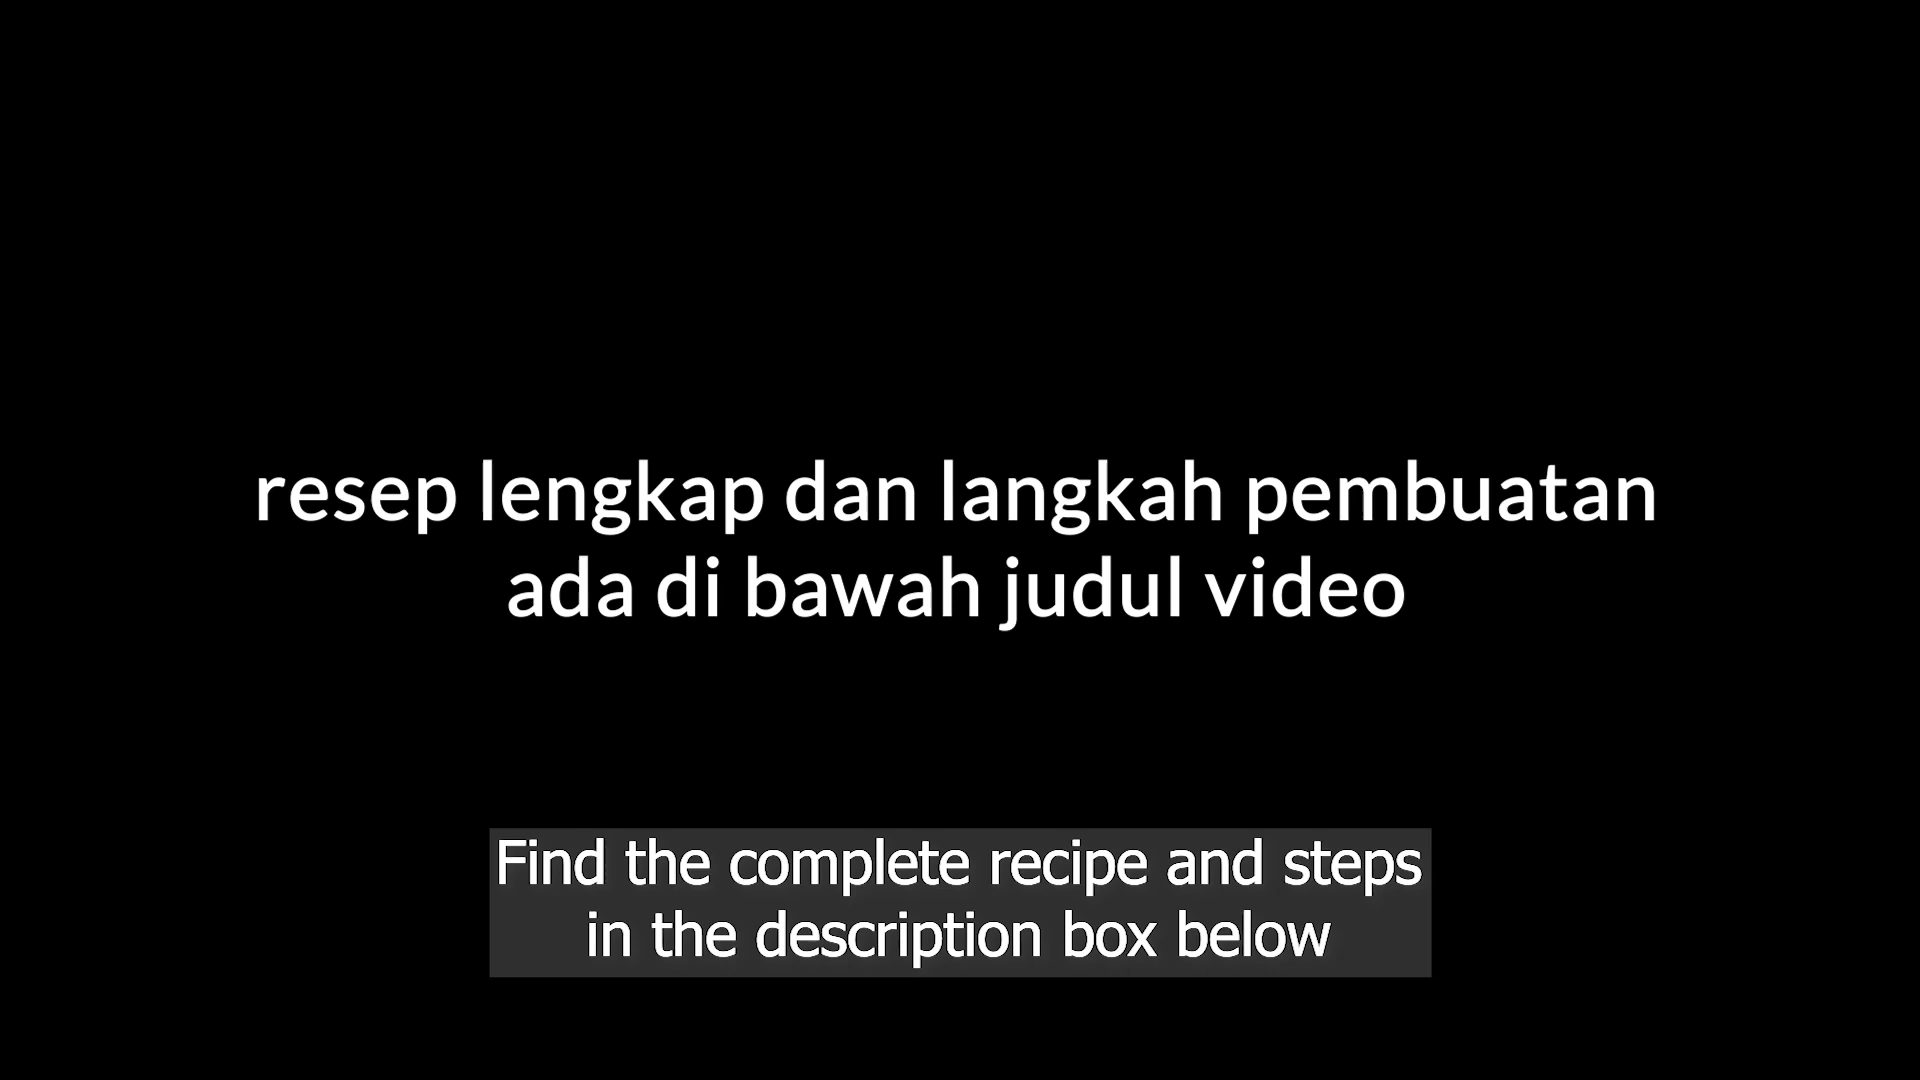 resep lengkap dan langkah pembuatan
ada di bawah judul video
Find the complete recipe and steps
in the description box below